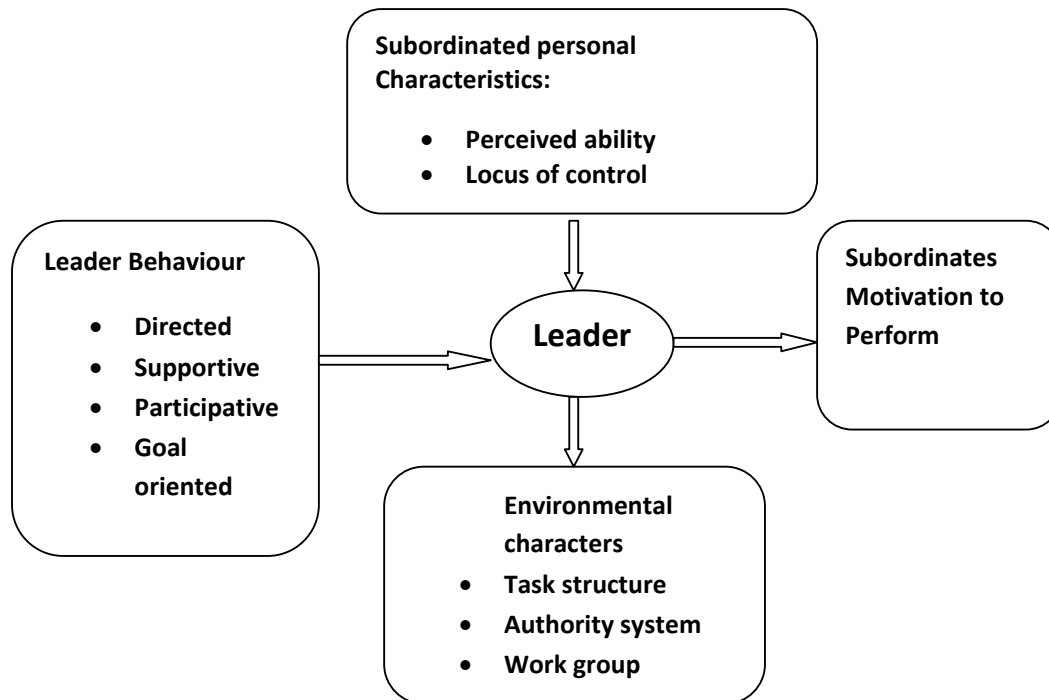 Subordinated personal
Characteristics:
• Perceived ability
• Locus of control
Leader Behaviour
• Directed
• Supportive
• Participative
• Goal
oriented
Leader
Subordinates
Motivation to
Perform
Environmental
characters
• Task structure
• Authority system
• Work group